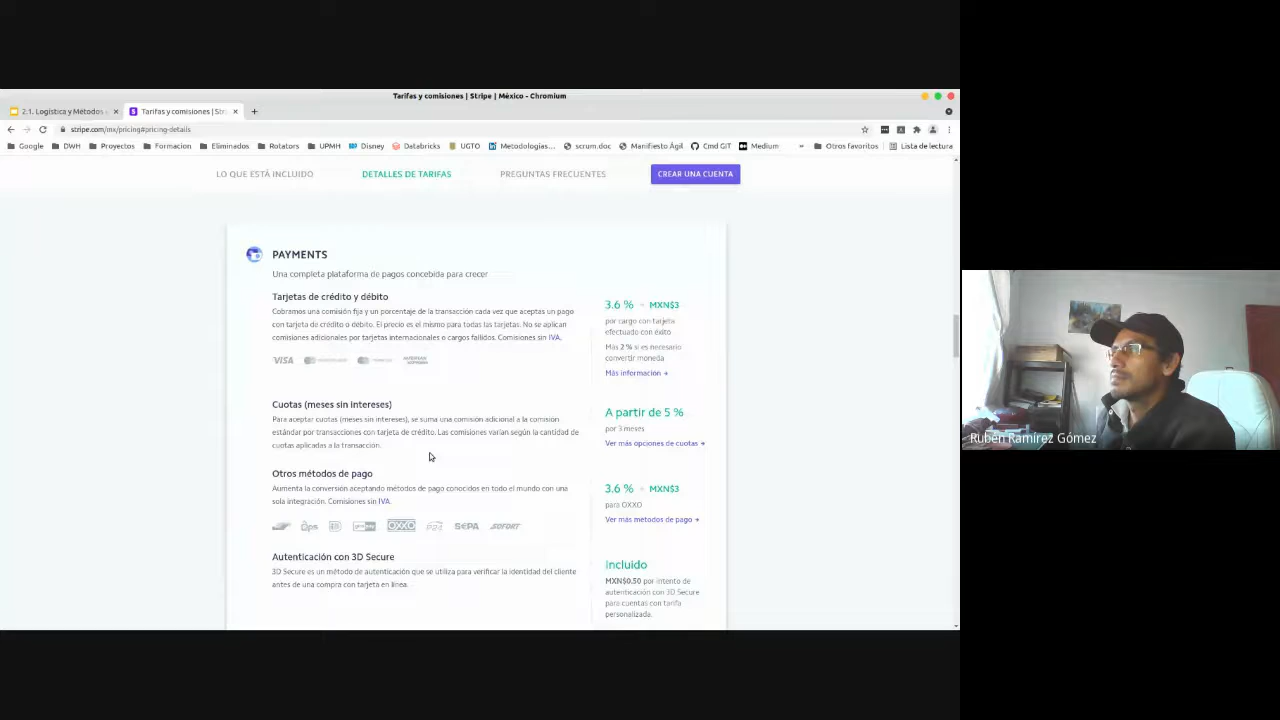 Tarifas y comisiones | Stripe | México - Chromium
2.1. Logística y Métodos
Tarifas y comisiones | Str
stripe.com/mx/pricing#pricing-details
Google DWH Proyectos Formacion Eliminados Rotators UPMH Disney Databricks UGTO Metodologías... scrum.doc Manifiesto Ágil Cmd GIT Medium » Otros favoritos Lista de lectura
LO QUE ESTÁ INCLUIDO DETALLES DE TARIFAS PREGUNTAS FRECUENTES CREAR UNA CUENTA
PAYMENTS
Una completa plataforma de pagos concebida para crecer
Tarjetas de crédito y débito
Cobramos una comisión fija y un porcentaje de la transacción cada vez que aceptas un pago
con tarjeta de crédito o débito. El precio es el mismo para todas las tarjetas. No se aplican
comisiones adicionales por tarjetas internacionales o cargos fallidos. Comisiones sin IVA.
VISA
3.6 % + MXN$3
por cargo con tarjeta
efectuado con éxito
Más 2 % si es necesario
convertir moneda
Más información
Cuotas (meses sin intereses)
Para aceptar cuotas (meses sin intereses), se suma una comisión adicional a la comisión
estándar por transacciones con tarjeta de crédito. Las comisiones varían según la cantidad de
cuotas aplicadas a la transacción.
A partir de 5 %
por 3 meses
Ver más opciones de cuotas
Otros métodos de pago
Aumenta la conversión aceptando métodos de pago conocidos en todo el mundo con una
sola integración. Comisiones sin IVA.
eps OXXO SEPA SOFORT
3.6 % + MXN$3
para OXXO
Ver más métodos de pago
Autenticación con 3D Secure
3D Secure es un método de autenticación que se utiliza para verificar la identidad del cliente
antes de una compra con tarjeta en línea.
Incluido
MXN$0.50 por intento de
autenticación con 3D Secure
para cuentas con tarifa
personalizada.
Rubén Ramírez Gómez